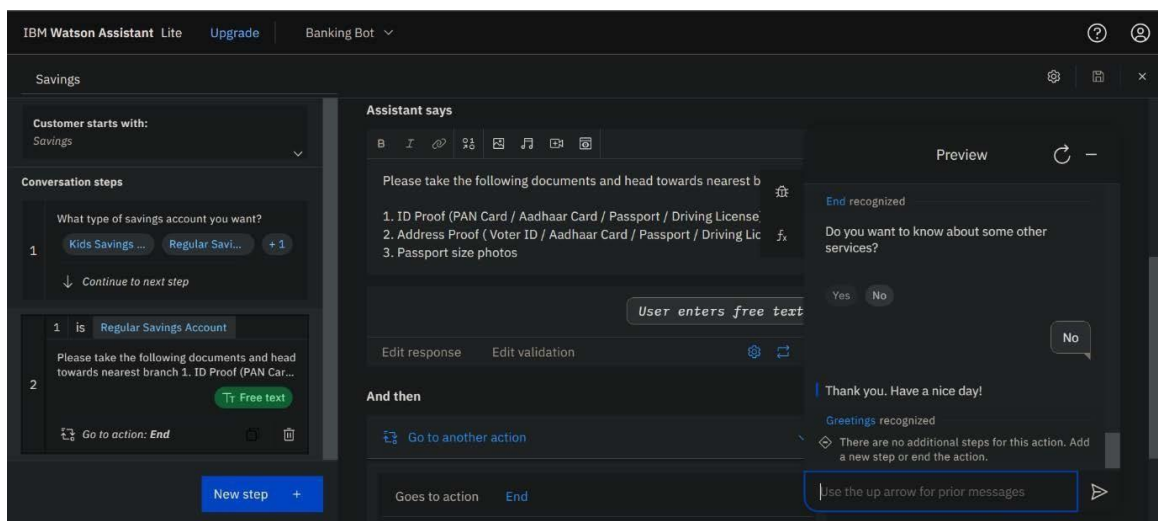 IBM Watson Assistant Lite Upgrade Banking Bot
Savings
Customer starts with:
Savings
Conversation steps
1
What type of savings account you want?
Kids Savings ... Regular Savi... + 1
Continue to next step
2
1 is Regular Savings Account
Please take the following documents and head
towards nearest branch 1. ID Proof (PAN Car...
Tт Free text
Go to action: End
New step +
Assistant says
B I
Please take the following documents and head towards nearest b
1. ID Proof (PAN Card / Aadhaar Card / Passport / Driving License)
2. Address Proof ( Voter ID / Aadhaar Card / Passport / Driving Lic
3. Passport size photos
User enters free text
Edit response Edit validation
And then
Go to another action
Goes to action End
fx
Preview
End recognized
Do you want to know about some other
services?
Yes No
No
Thank you. Have a nice day!
Greetings recognized
There are no additional steps for this action. Add
a new step or end the action.
Use the up arrow for prior messages